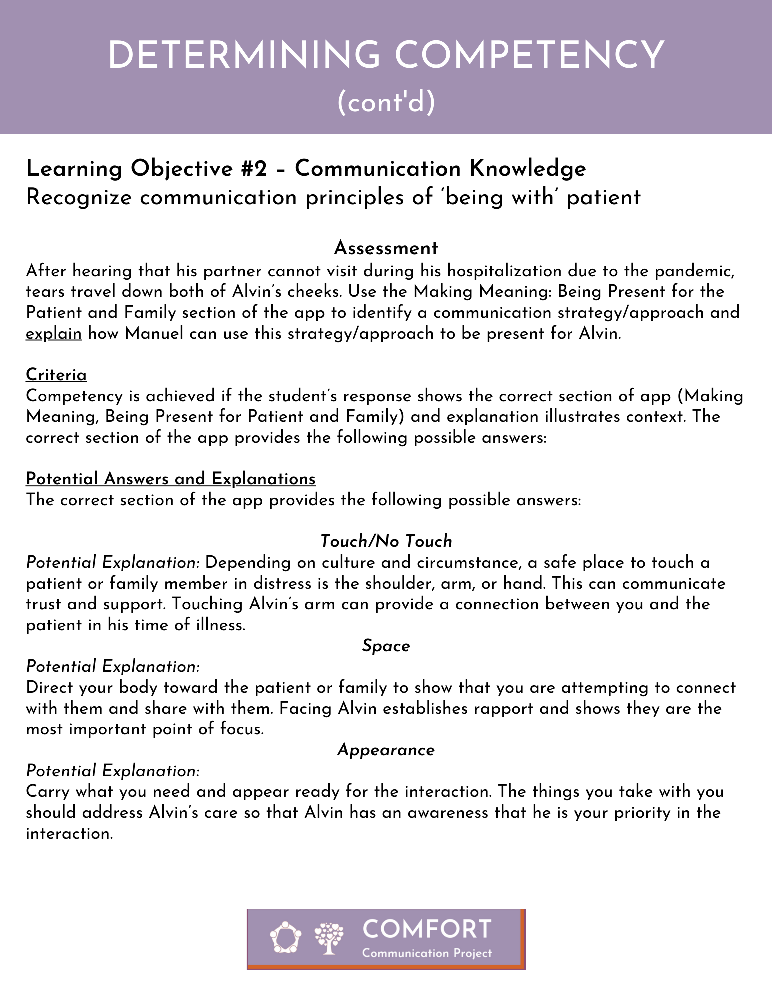 DETERMINING COMPETENCY
(cont'd)
Learning Objective #2 – Communication Knowledge
Recognize communication principles of ‘being with’ patient
Assessment
After hearing that his partner cannot visit during his hospitalization due to the pandemic,
tears travel down both of Alvin’s cheeks. Use the Making Meaning: Being Present for the
Patient and Family section of the app to identify a communication strategy/approach and
explain how Manuel can use this strategy/approach to be present for Alvin.
Criteria
Competency is achieved if the student’s response shows the correct section of app (Making
Meaning, Being Present for Patient and Family) and explanation illustrates context. The
correct section of the app provides the following possible answers:
Potential Answers and Explanations
The correct section of the app provides the following possible answers:
Touch/No Touch
Potential Explanation: Depending on culture and circumstance, a safe place to touch a
patient or family member in distress is the shoulder, arm, or hand. This can communicate
trust and support. Touching Alvin’s arm can provide a connection between you and the
patient in his time of illness.
Space
Potential Explanation:
Direct your body toward the patient or family to show that you are attempting to connect
with them and share with them. Facing Alvin establishes rapport and shows they are the
most important point of focus.
Appearance
Potential Explanation:
Carry what you need and appear ready for the interaction. The things you take with you
should address Alvin’s care so that Alvin has an awareness that he is your priority in the
interaction.
COMFORT
Communication Project